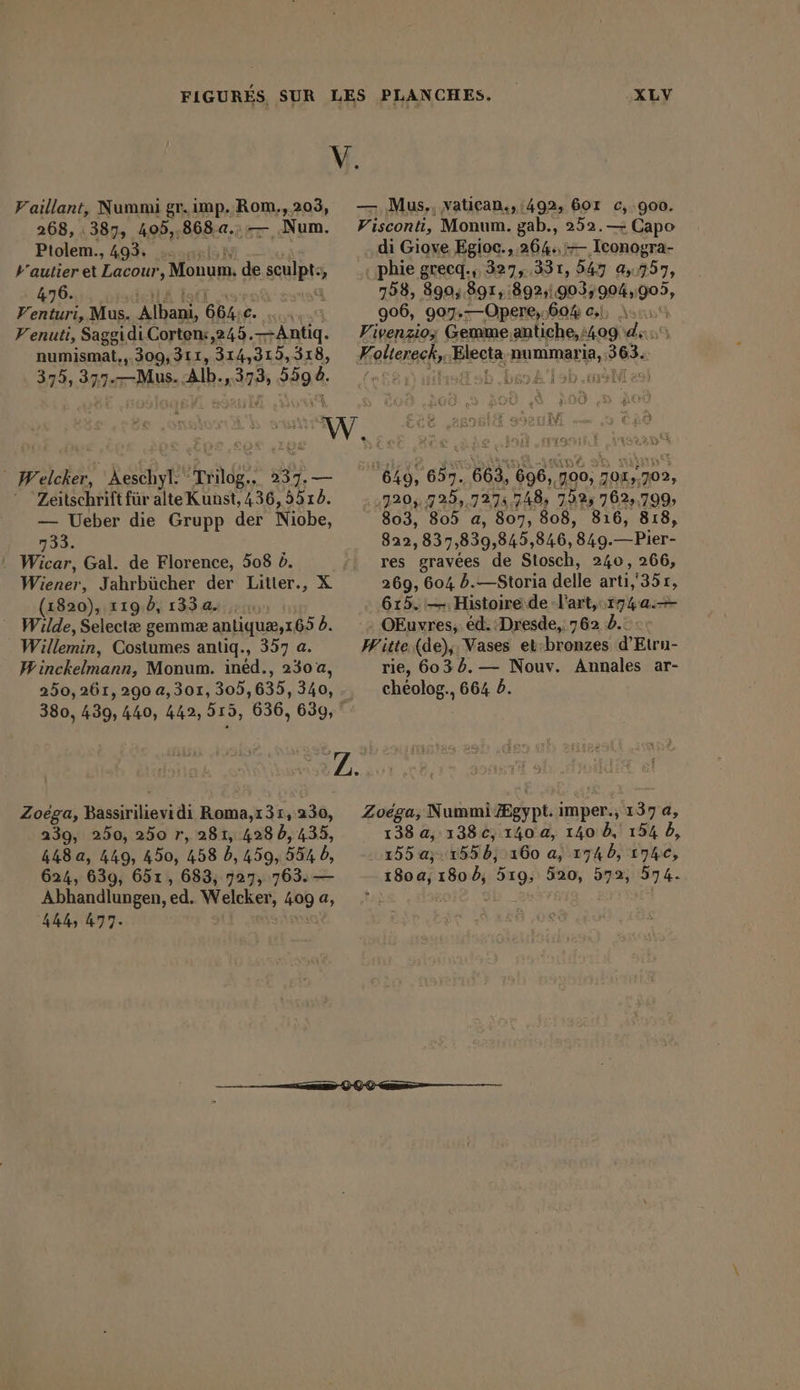 FIGURÉS SUR LES PLANCHES. XLV
V.
Vaillant, Nummi gr. imp. Rom., 203,
268, 387, 405, 868 a. — Num.
Ptolem., 493.
Vautier et Lacour, Monum. de sculpt.,
476.
Venturi, Mus. Albani, 664 c.
Venuti, Saggi di Corton., 245. — Antiq.
numismat., 309, 311, 314, 315, 318,
375, 377. — Mus. Alb., 373, 559 b.
— Mus. vatican., 492, 601 c, 900.
Visconti, Monum. gab., 252. — Capo
di Giove Egioc., 264. — Iconogra-
phie grecq., 327, 331, 547 a, 757,
758, 890, 891, 892, 903, 904, 905,
906, 907. — Opere, 604 c.
Vivenzio, Gemme antiche, 409 d.
Voltereck, Electa nummaria, 363.
W.
Welcker, Aeschyl. Trilog., 237. —
Zeitschrift für alte Kunst, 436, 551 b.
— Ueber die Grupp der Niobe,
733.
Wicar, Gal. de Florence, 508 b.
Wiener, Jahrbücher der Litter., X
(1820), 119 b, 133 a.
Wilde, Selectæ gemmæ antiquæ, 165 b.
Willemin, Costumes antiq., 357 a.
Winckelmann, Monum. inéd., 230 a,
250, 261, 290 a, 301, 305, 635, 340,
380, 439, 440, 442, 515, 636, 639,
649, 657. 663, 696, 700, 701, 702,
720, 725, 727, 748, 752, 762, 799,
803, 805 a, 807, 808, 816, 818,
822, 837, 839, 845, 846, 849. — Pier-
res gravées de Stosch, 240, 266,
269, 604 b. — Storia delle arti, 351,
615. — Histoire de l'art, 174 a. —
OEuvres, éd. Dresde, 762 b.
Witte (de), Vases et bronzes d'Etru-
rie, 603 b. — Nouv. Annales ar-
chéolog., 664 b.
Z.
Zoëga, Bassirilievi di Roma, 131, 230,
239, 250, 250 r, 281, 428 b, 435,
448 a, 449, 450, 458 b, 459, 554 b,
624, 639, 651, 683, 727, 763. —
Abhandlungen, ed. Welcker, 409 a,
444, 477.
Zoéga, Nummi Ægypt. imper., 137 a,
138 a, 138 c, 140 a, 140 b, 154 b,
155 a, 155 b, 160 a, 174 b, 174 c,
180 a, 180 b, 519, 520, 572, 574.